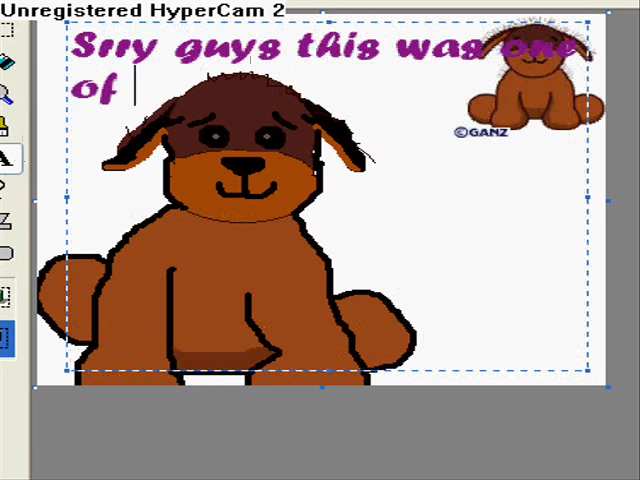 Unregistered HyperCam 2
Srry guys this was one
of
©GANZ
A